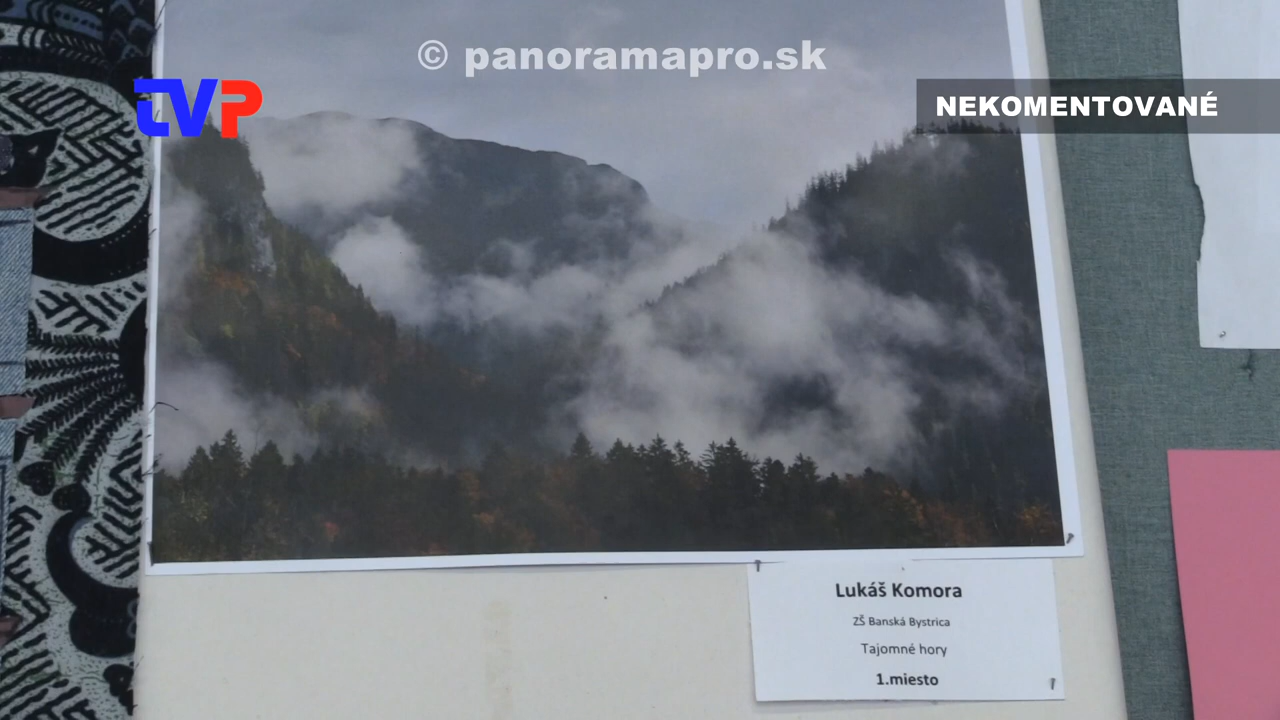 © panoramapro.sk
tVP
NEKOMENTOVANÉ
Lukáš Komora
ZŠ Banská Bystrica
Tajomné hory
1.miesto